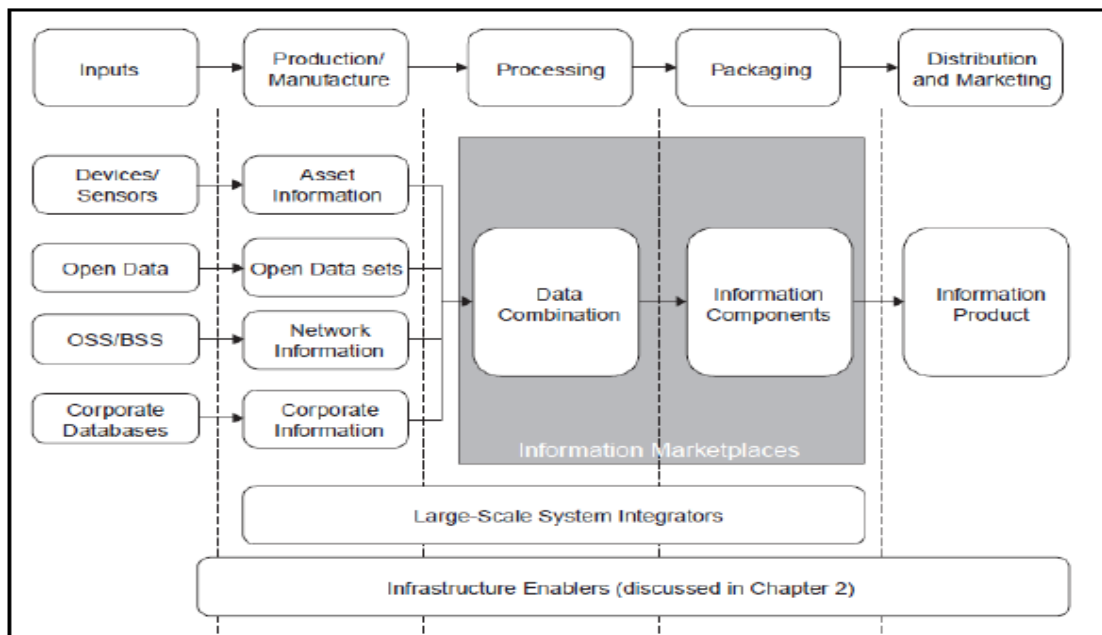 Inputs
Production/
Manufacture
Processing
Packaging
Distribution
and Marketing
Devices/
Sensors
Asset
Information
Open Data
Open Data sets
Data
Combination
Information
Components
Information
Product
OSS/BSS
Network
Information
Corporate
Databases
Corporate
Information
Information Marketplaces
Large-Scale System Integrators
Infrastructure Enablers (discussed in Chapter 2)